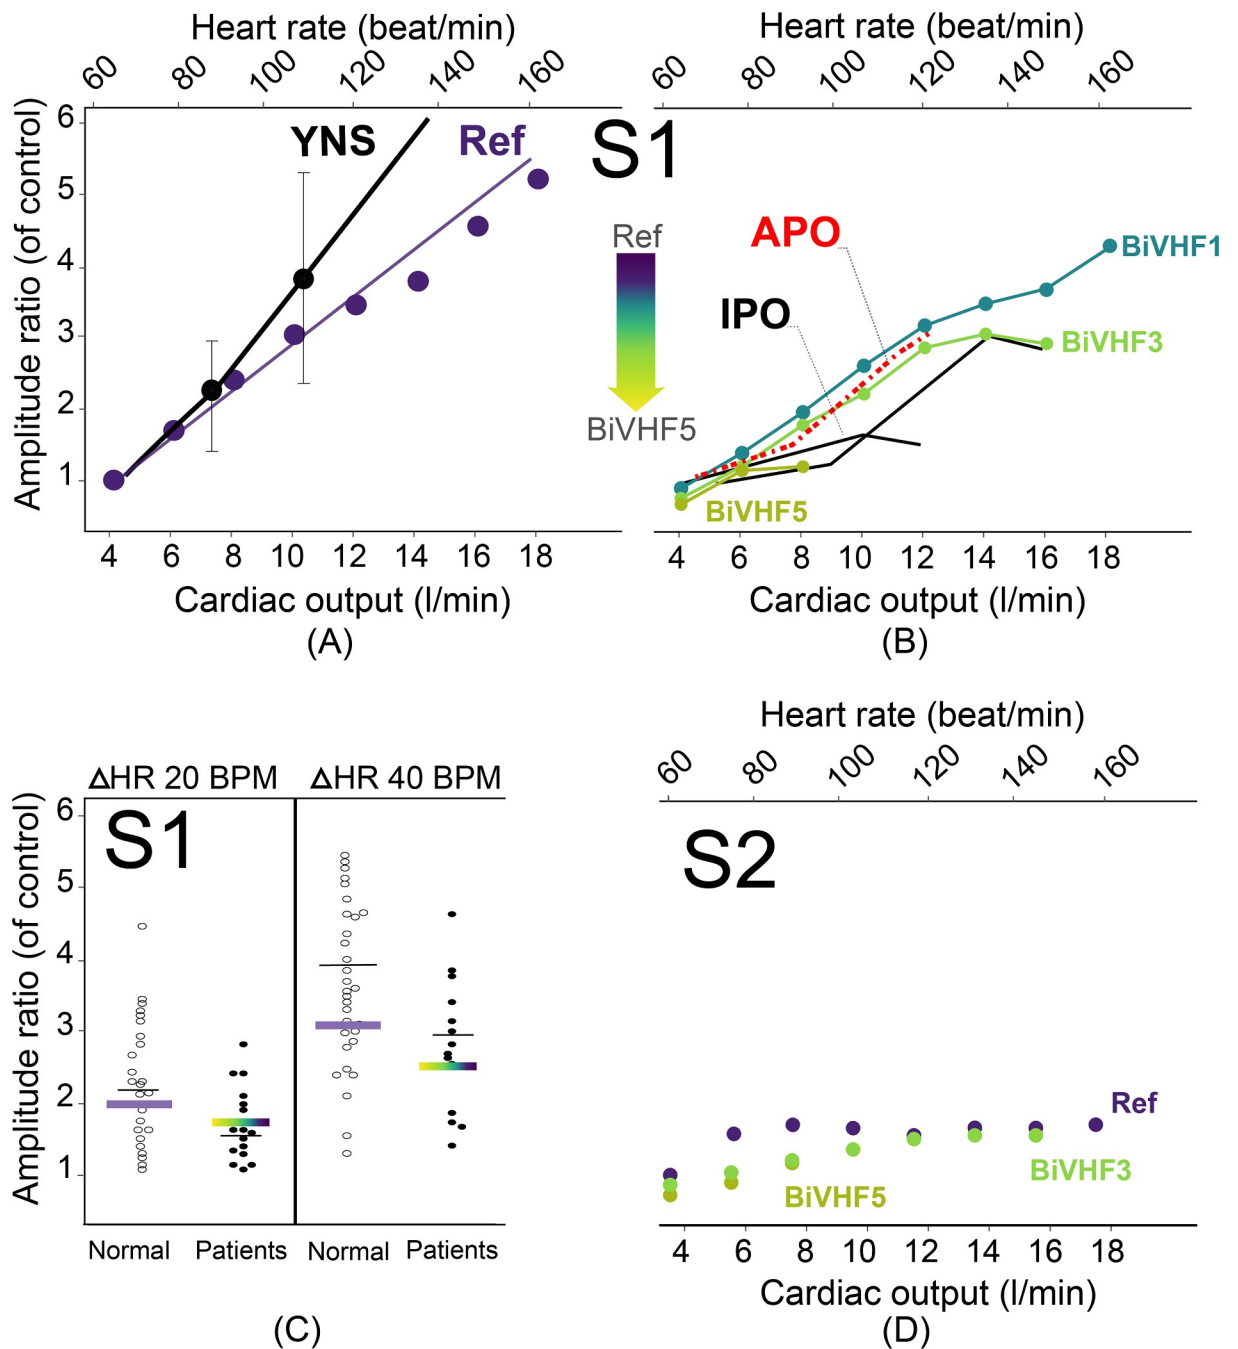 Heart rate (beat/min)
60 80 100 120 140 160
Amplitude ratio (of control)
6
5
4
3
2
1
YNS
Ref
4 6 8 10 12 14 16 18
Cardiac output (l/min)
(A)
Heart rate (beat/min)
60 80 100 120 140 160
S1
Ref
BiVHF5
APO
IPO
BiVHF1
BiVHF3
BiVHF5
4 6 8 10 12 14 16 18
Cardiac output (l/min)
(B)
ΔHR 20 BPM
ΔHR 40 BPM
Amplitude ratio (of control)
6
5
4
3
2
1
S1
Normal Patients Normal Patients
(C)
Heart rate (beat/min)
60 80 100 120 140 160
S2
Ref
BiVHF3
BiVHF5
4 6 8 10 12 14 16 18
Cardiac output (l/min)
(D)